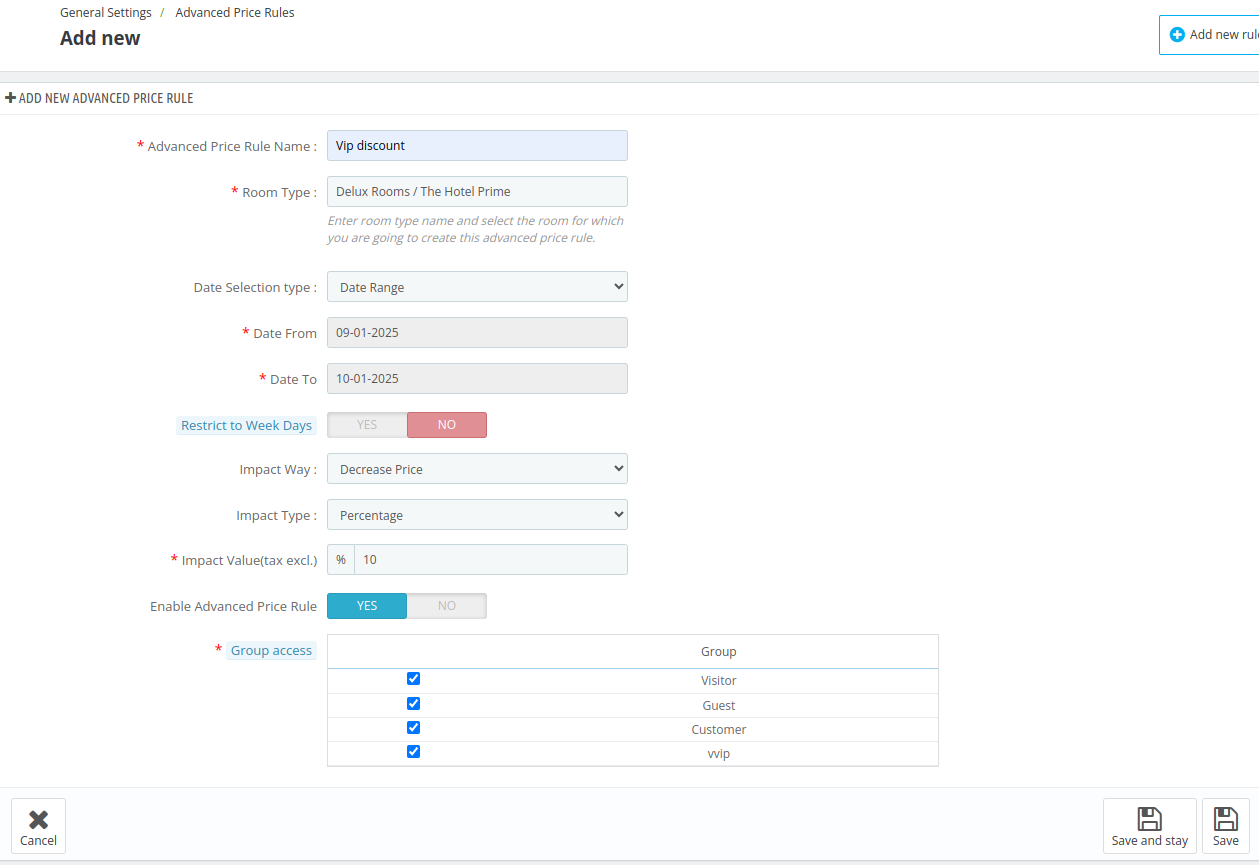 General Settings / Advanced Price Rules
Add new
Add new rul
ADD NEW ADVANCED PRICE RULE
* Advanced Price Rule Name : Vip discount
* Room Type : Delux Rooms / The Hotel Prime
Enter room type name and select the room for which
you are going to create this advanced price rule.
Date Selection type : Date Range
* Date From 09-01-2025
* Date To 10-01-2025
Restrict to Week Days YES NO
Impact Way : Decrease Price
Impact Type : Percentage
* Impact Value(tax excl.) % 10
Enable Advanced Price Rule YES NO
* Group access Group
Visitor
Guest
Customer
vvip
Cancel Save and stay Save